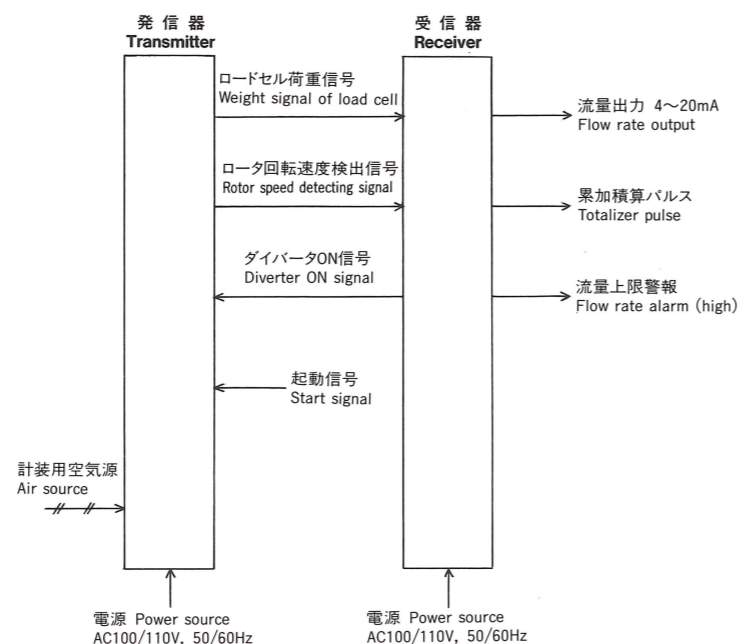 発信器
Transmitter
受信器
Receiver
ロードセル荷重信号
Weight signal of load cell
流量出力 4～20mA
Flow rate output
ロータ回転速度検出信号
Rotor speed detecting signal
累加積算パルス
Totalizer pulse
ダイバータON信号
Diverter ON signal
流量上限警報
Flow rate alarm (high)
起動信号
Start signal
計装用空気源
Air source
電源 Power source
AC100/110V, 50/60Hz
電源 Power source
AC100/110V, 50/60Hz